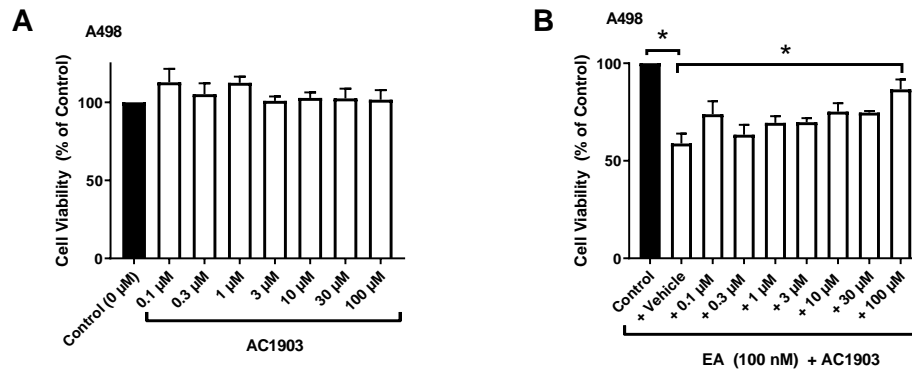 A
A498
Cell Viability (% of Control)
100
50
0
Control (0 µM)
0.1 µM
0.3 µM
1 µM
3 µM
10 µM
30 µM
100 µM
AC1903
B
A498
*
*
Cell Viability (% of Control)
100
50
0
Control
+ Vehicle
+ 0.1 µM
+ 0.3 µM
+ 1 µM
+ 3 µM
+ 10 µM
+ 30 µM
+ 100 µM
EA (100 nM) + AC1903